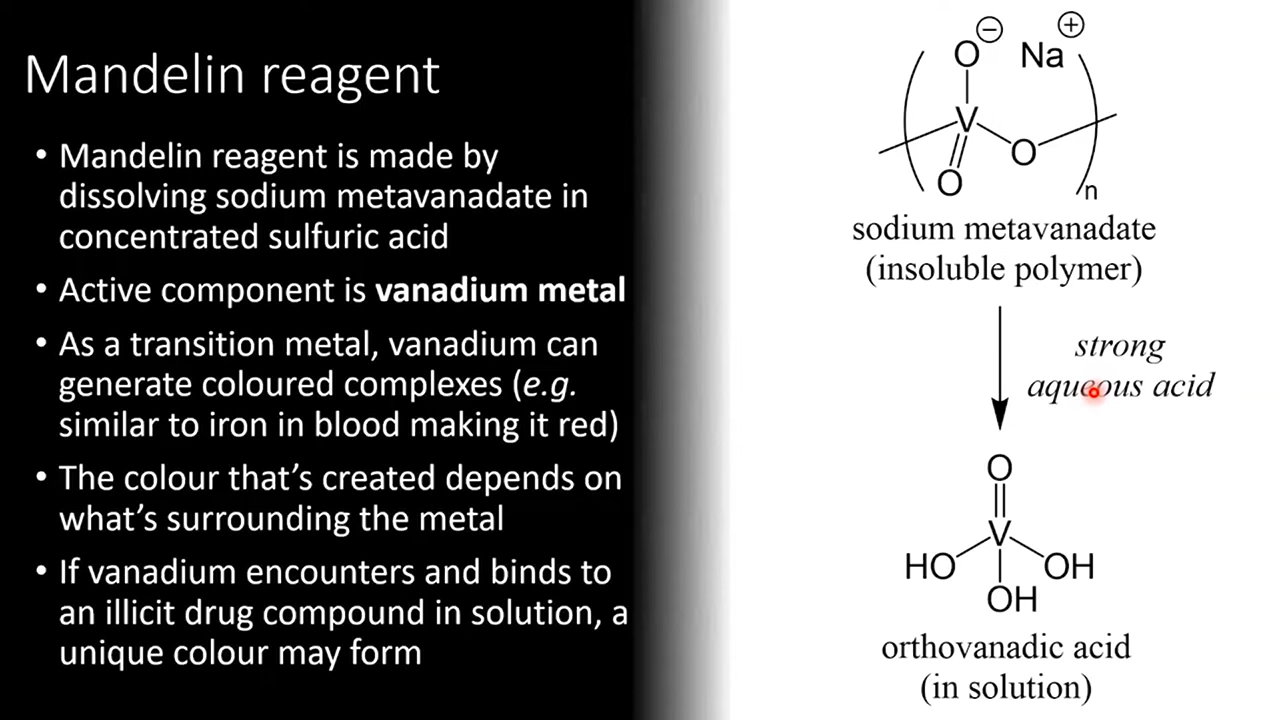 Mandelin reagent
• Mandelin reagent is made by
dissolving sodium metavanadate in
concentrated sulfuric acid
• Active component is vanadium metal
• As a transition metal, vanadium can
generate coloured complexes (e.g.
similar to iron in blood making it red)
• The colour that's created depends on
what's surrounding the metal
• If vanadium encounters and binds to
an illicit drug compound in solution, a
unique colour may form
O⊖ Na⊕
V
O
O
n
sodium metavanadate
(insoluble polymer)
strong
aqueous acid
O
V
HO OH
OH
orthovanadic acid
(in solution)